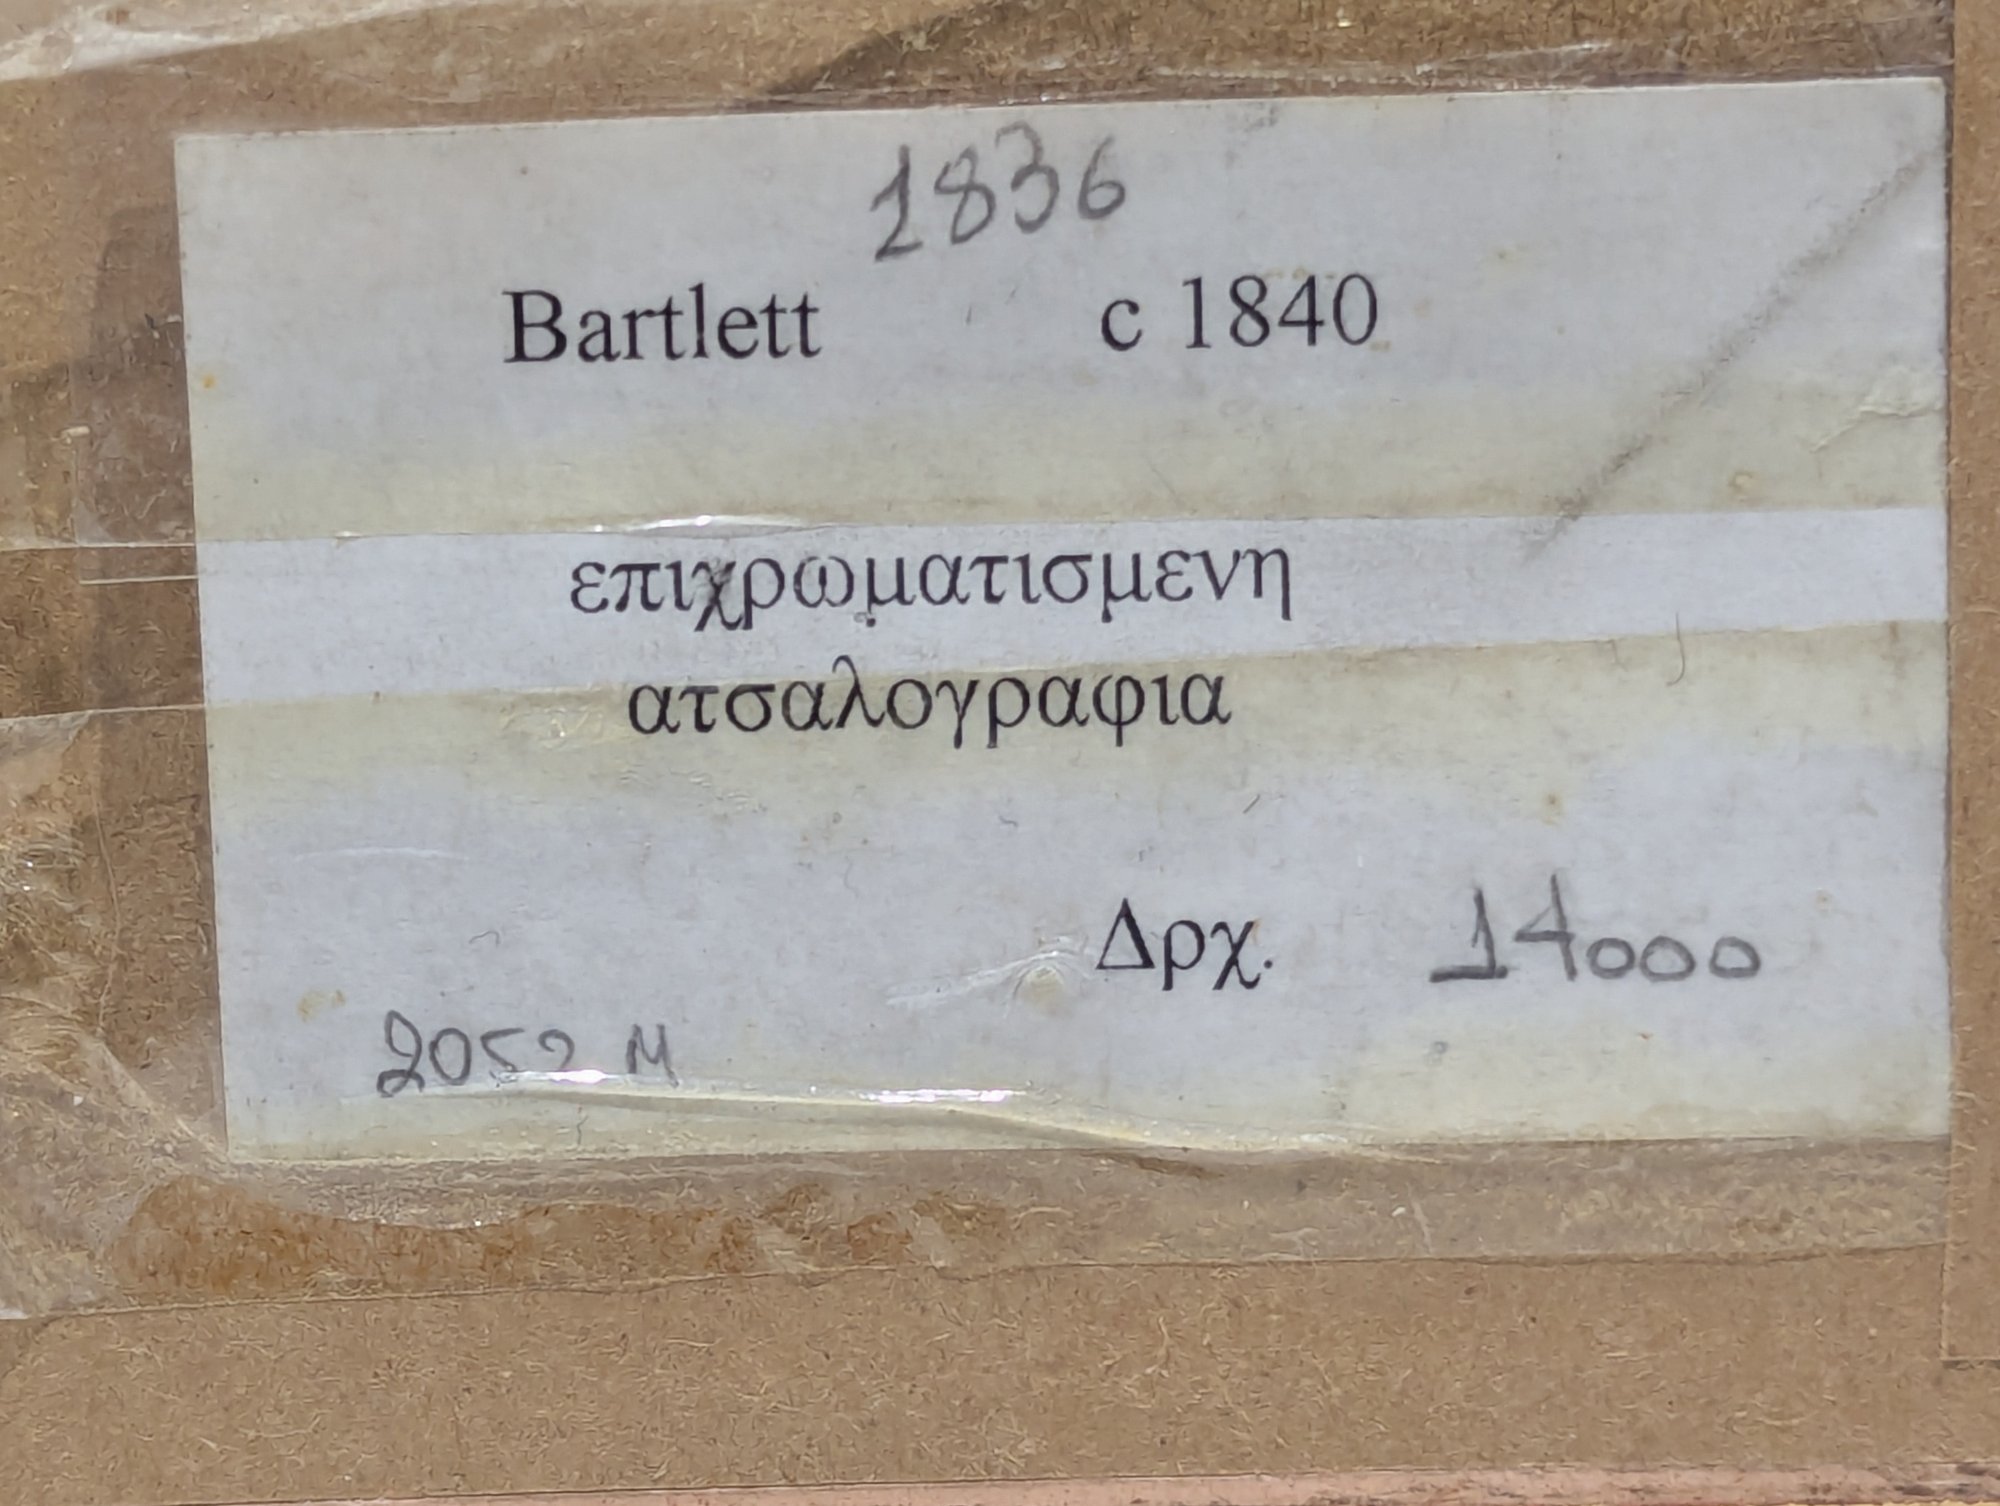 1836
Bartlett c 1840
επιχρωματισμενη
ατσαλογραφια
Δρχ. 14000
2052 M